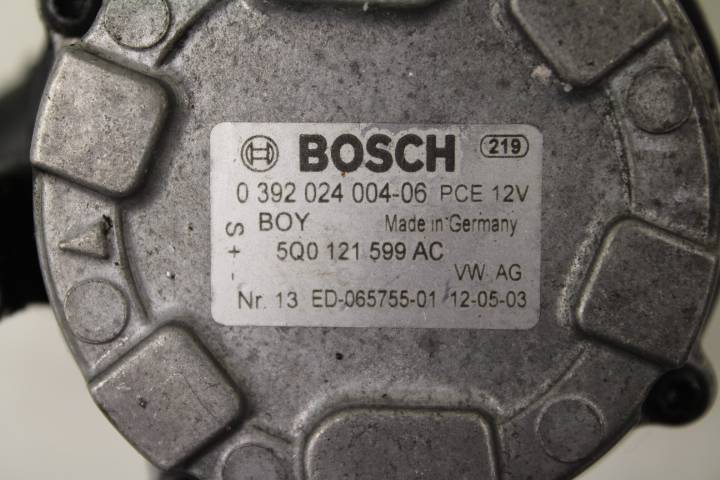 BOSCH 219
0 392 024 004-06 PCE 12V
BOY Made in Germany
S + -
5Q0 121 599 AC
VW AG
Nr. 13 ED-065755-01 12-05-03